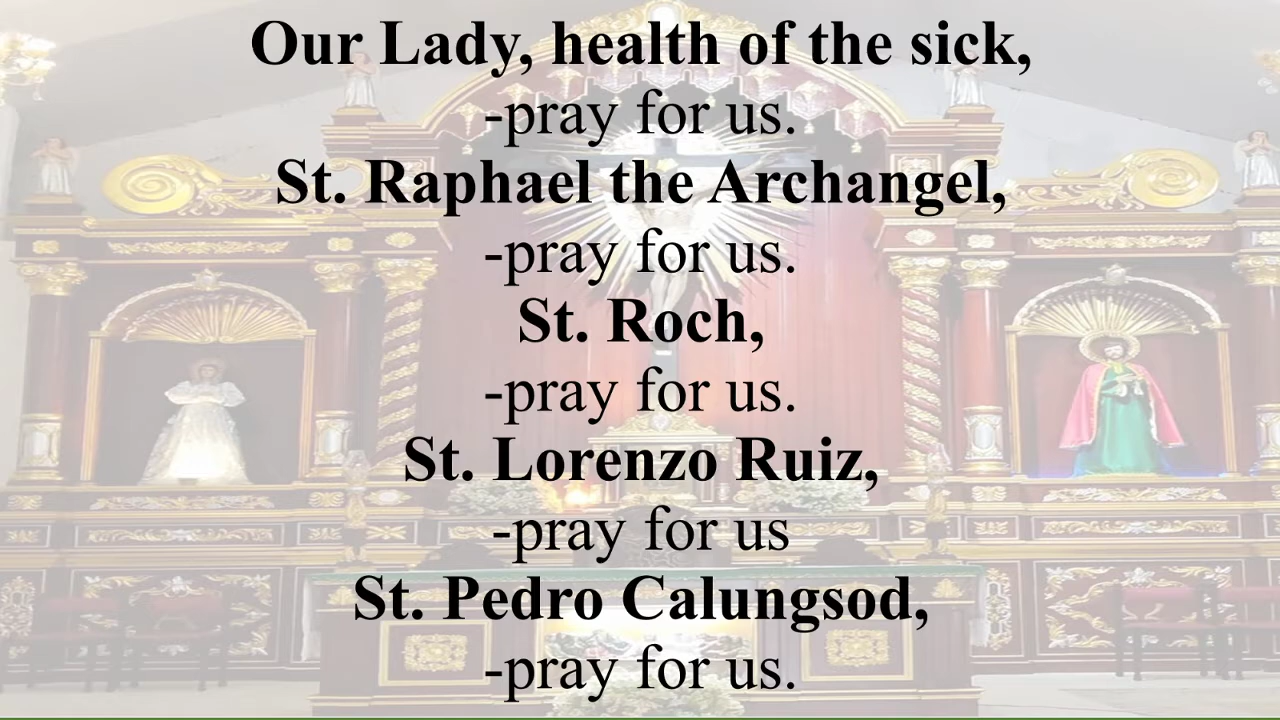 Our Lady, health of the sick,
-pray for us.
St. Raphael the Archangel,
-pray for us.
St. Roch,
-pray for us.
St. Lorenzo Ruiz,
-pray for us
St. Pedro Calungsod,
-pray for us.